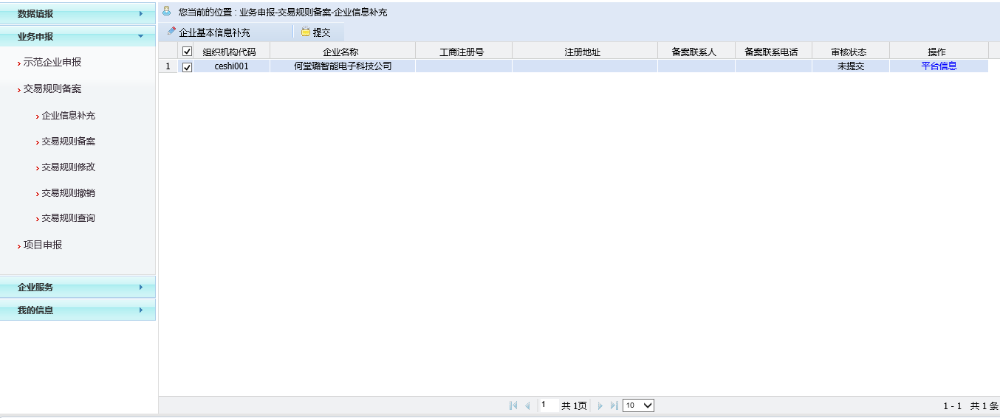 数据填报
业务申报
示范企业申报
交易规则备案
企业信息补充
交易规则备案
交易规则修改
交易规则撤销
交易规则查询
项目申报
企业服务
我的信息
您当前的位置 : 业务申报-交易规则备案-企业信息补充
企业基本信息补充 提交
组织机构代码 企业名称 工商注册号 注册地址 备案联系人 备案联系电话 审核状态 操作
1 ceshi001 何堂璐智能电子科技公司 未提交 平台信息
1 共 1页 10 1 - 1 共 1 条